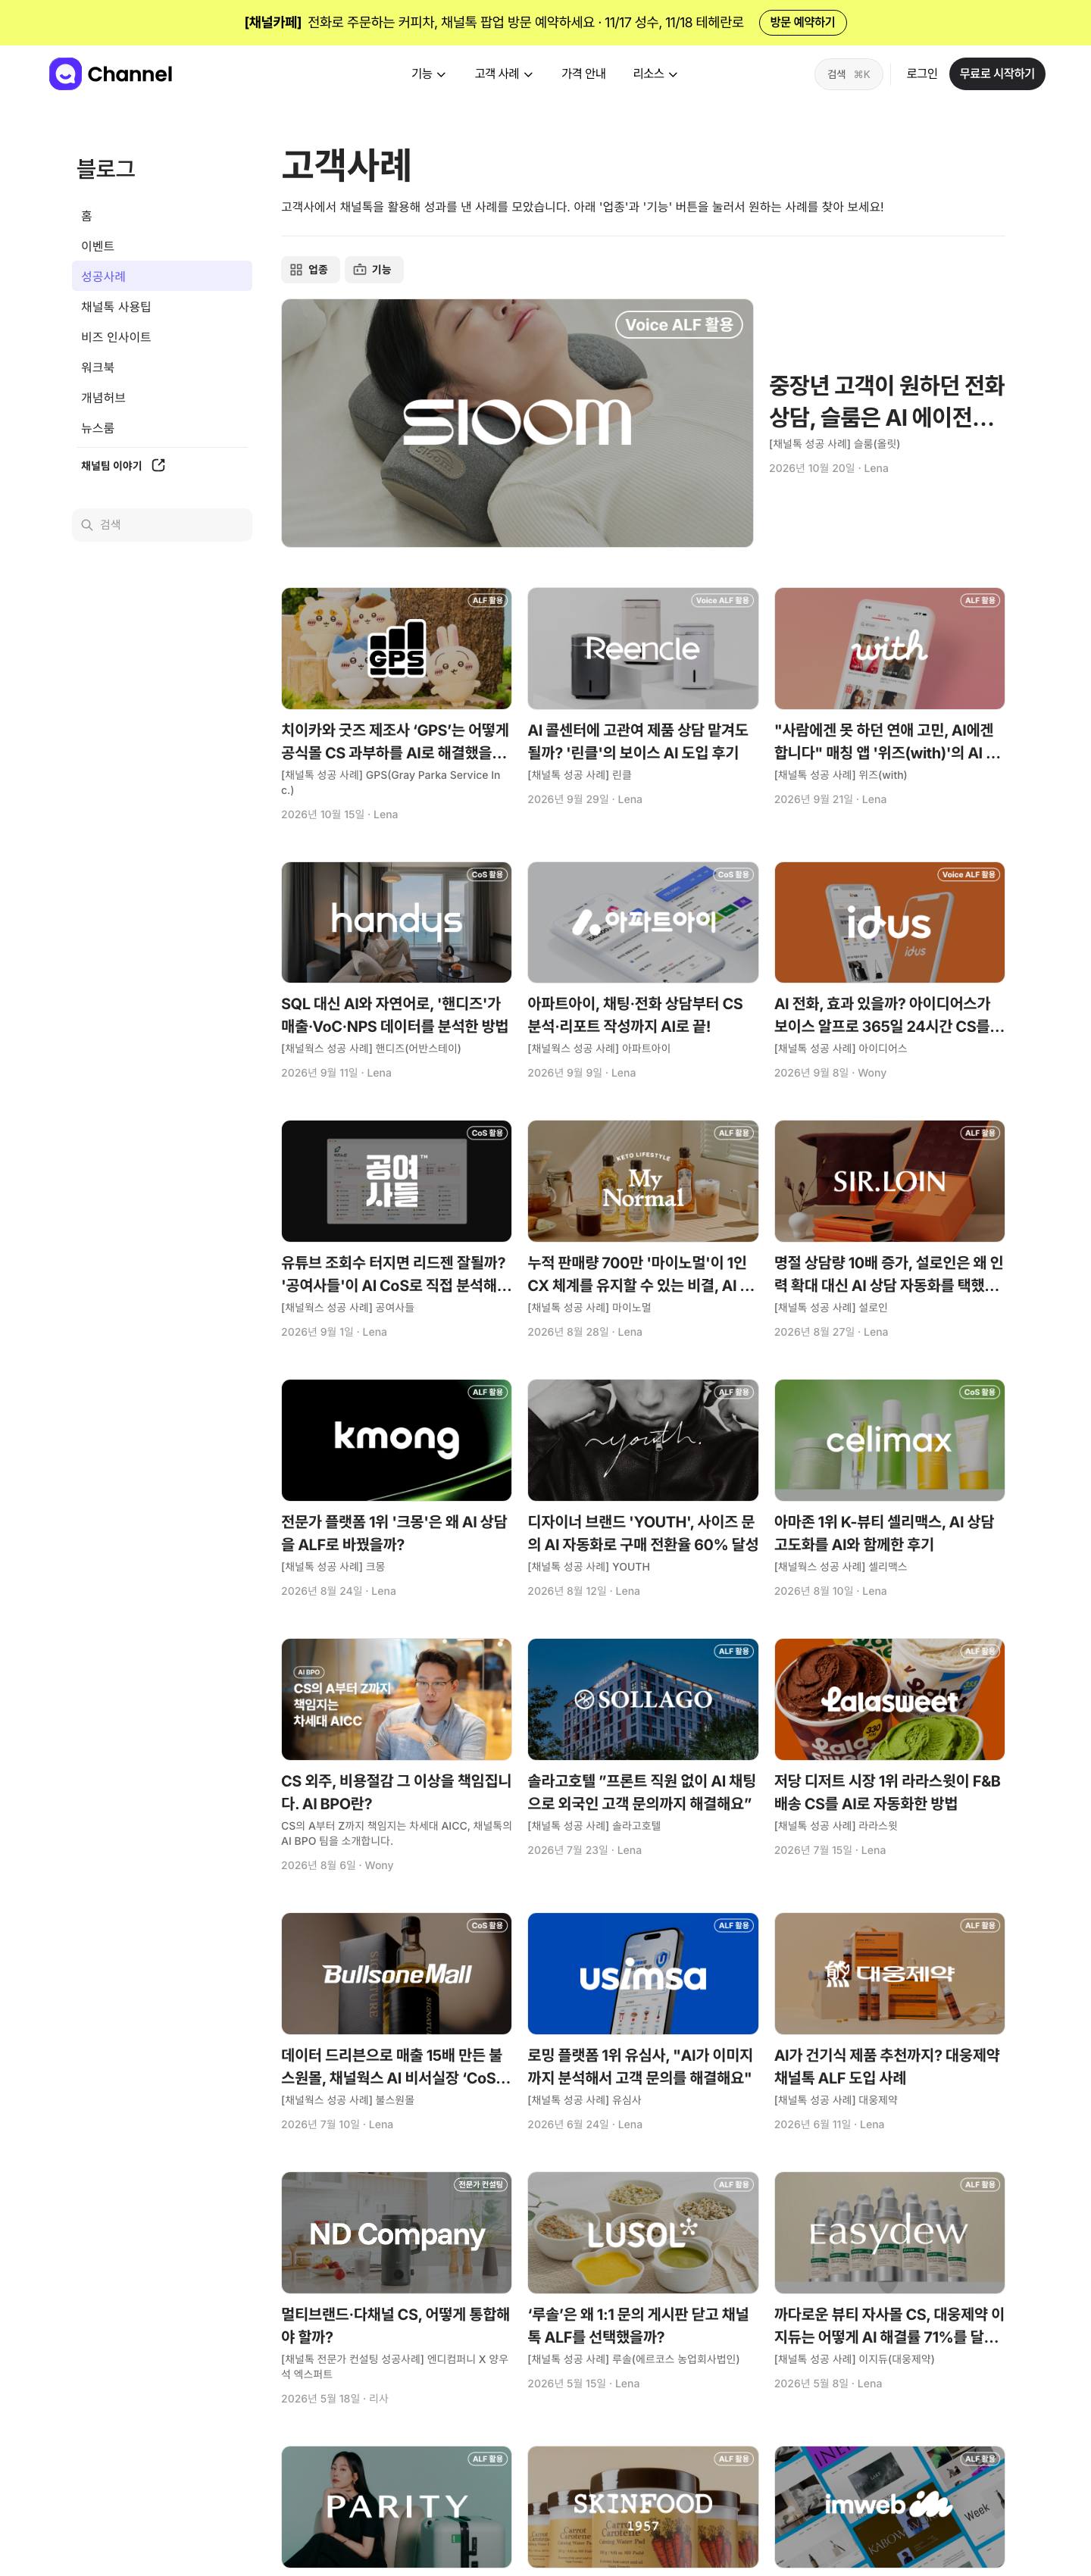 [채널카페] 전화로 주문하는 커피차, 채널톡 팝업 방문 예약하세요 · 11/17 성수, 11/18 테헤란로
방문 예약하기
Channel
기능
고객 사례
가격 안내
리소스
검색 ⌘K
로그인
무료로 시작하기
블로그
홈
이벤트
성공사례
채널톡 사용팁
비즈 인사이트
워크북
개념허브
뉴스룸
채널팀 이야기
검색
고객사례
고객사에서 채널톡을 활용해 성과를 낸 사례를 모았습니다. 아래 '업종'과 '기능' 버튼을 눌러서 원하는 사례를 찾아 보세요!
업종
기능
Voice ALF 활용
sloom
중장년 고객이 원하던 전화
상담, 슬룸은 AI 에이전…
[채널톡 성공 사례] 슬룸(올릿)
2026년 10월 20일 · Lena
ALF 활용
GPS
치이카와 굿즈 제조사 ‘GPS’는 어떻게
공식몰 CS 과부하를 AI로 해결했을…
[채널톡 성공 사례] GPS(Gray Parka Service In
c.)
2026년 10월 15일 · Lena
Voice ALF 활용
Reencle
AI 콜센터에 고관여 제품 상담 맡겨도
될까? '린클'의 보이스 AI 도입 후기
[채널톡 성공 사례] 린클
2026년 9월 29일 · Lena
ALF 활용
with
"사람에겐 못 하던 연애 고민, AI에겐
합니다" 매칭 앱 '위즈(with)'의 AI …
[채널톡 성공 사례] 위즈(with)
2026년 9월 21일 · Lena
CoS 활용
handys
SQL 대신 AI와 자연어로, '핸디즈'가
매출·VoC·NPS 데이터를 분석한 방법
[채널웍스 성공 사례] 핸디즈(어반스테이)
2026년 9월 11일 · Lena
CoS 활용
아파트아이
아파트아이, 채팅·전화 상담부터 CS
분석·리포트 작성까지 AI로 끝!
[채널웍스 성공 사례] 아파트아이
2026년 9월 9일 · Lena
Voice ALF 활용
idus
idus
AI 전화, 효과 있을까? 아이디어스가
보이스 알프로 365일 24시간 CS를…
[채널톡 성공 사례] 아이디어스
2026년 9월 8일 · Wony
CoS 활용
공여
사들
TM
유튜브 조회수 터지면 리드젠 잘될까?
'공여사들'이 AI CoS로 직접 분석해…
[채널웍스 성공 사례] 공여사들
2026년 9월 1일 · Lena
ALF 활용
KETO LIFESTYLE
My
Normal
누적 판매량 700만 '마이노멀'이 1인
CX 체계를 유지할 수 있는 비결, AI …
[채널톡 성공 사례] 마이노멀
2026년 8월 28일 · Lena
ALF 활용
SIR.LOIN
명절 상담량 10배 증가, 설로인은 왜 인
력 확대 대신 AI 상담 자동화를 택했…
[채널톡 성공 사례] 설로인
2026년 8월 27일 · Lena
ALF 활용
kmong
전문가 플랫폼 1위 '크몽'은 왜 AI 상담
을 ALF로 바꿨을까?
[채널톡 성공 사례] 크몽
2026년 8월 24일 · Lena
ALF 활용
youth.
디자이너 브랜드 'YOUTH', 사이즈 문
의 AI 자동화로 구매 전환율 60% 달성
[채널톡 성공 사례] YOUTH
2026년 8월 12일 · Lena
CoS 활용
celimax
아마존 1위 K-뷰티 셀리맥스, AI 상담
고도화를 AI와 함께한 후기
[채널웍스 성공 사례] 셀리맥스
2026년 8월 10일 · Lena
AI BPO
CS의 A부터 Z까지
책임지는
차세대 AICC
CS 외주, 비용절감 그 이상을 책임집니
다. AI BPO란?
CS의 A부터 Z까지 책임지는 차세대 AICC, 채널톡의
AI BPO 팀을 소개합니다.
2026년 8월 6일 · Wony
ALF 활용
SOLLAGO
솔라고호텔 ”프론트 직원 없이 AI 채팅
으로 외국인 고객 문의까지 해결해요”
[채널톡 성공 사례] 솔라고호텔
2026년 7월 23일 · Lena
ALF 활용
Lalasweet
저당 디저트 시장 1위 라라스윗이 F&B
배송 CS를 AI로 자동화한 방법
[채널톡 성공 사례] 라라스윗
2026년 7월 15일 · Lena
CoS 활용
BullsoneMall
데이터 드리븐으로 매출 15배 만든 불
스원몰, 채널웍스 AI 비서실장 ‘CoS…
[채널웍스 성공 사례] 불스원몰
2026년 7월 10일 · Lena
ALF 활용
usimsa
로밍 플랫폼 1위 유심사, "AI가 이미지
까지 분석해서 고객 문의를 해결해요"
[채널톡 성공 사례] 유심사
2026년 6월 24일 · Lena
ALF 활용
대웅제약
AI가 건기식 제품 추천까지? 대웅제약
채널톡 ALF 도입 사례
[채널톡 성공 사례] 대웅제약
2026년 6월 11일 · Lena
전문가 컨설팅
ND Company
멀티브랜드·다채널 CS, 어떻게 통합해
야 할까?
[채널톡 전문가 컨설팅 성공사례] 엔디컴퍼니 X 양우
석 엑스퍼트
2026년 5월 18일 · 리사
ALF 활용
LUSOL
‘루솔’은 왜 1:1 문의 게시판 닫고 채널
톡 ALF를 선택했을까?
[채널톡 성공 사례] 루솔(에르코스 농업회사법인)
2026년 5월 15일 · Lena
ALF 활용
Easydew
까다로운 뷰티 자사몰 CS, 대웅제약 이
지듀는 어떻게 AI 해결률 71%를 달…
[채널톡 성공 사례] 이지듀(대웅제약)
2026년 5월 8일 · Lena
ALF 활용
PARITY
ALF 활용
SKINFOOD
1957
ALF 활용
imweb
Week